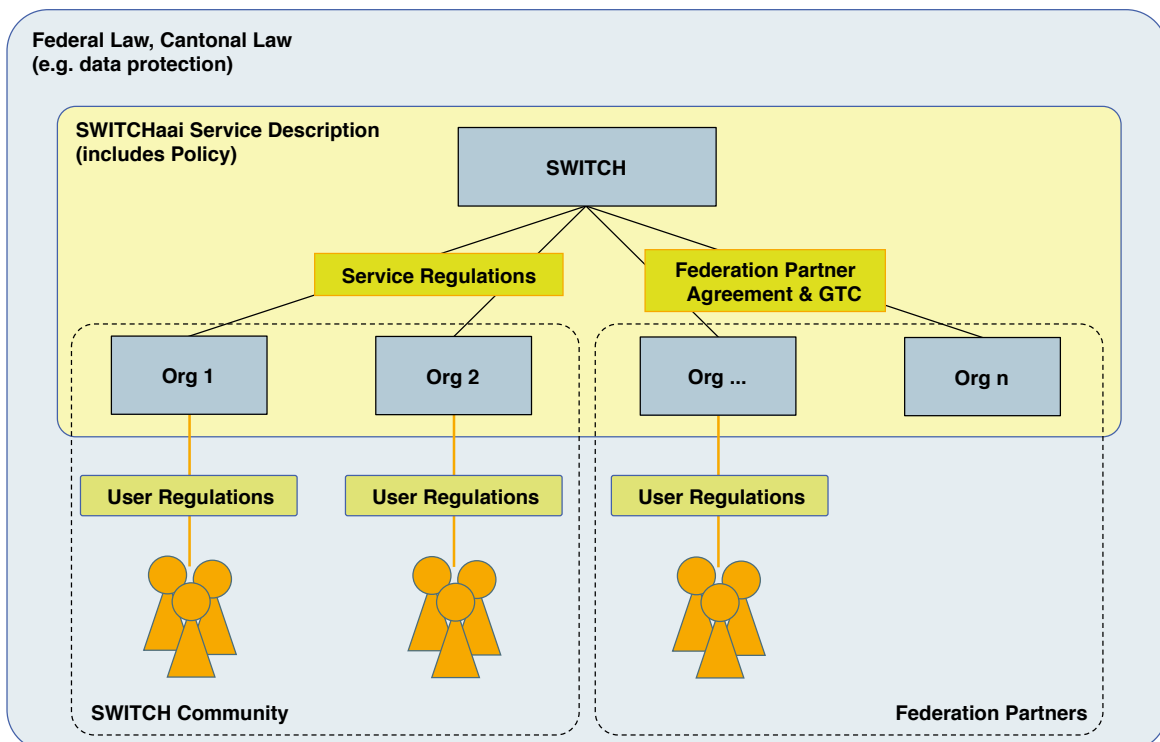 Federal Law, Cantonal Law
(e.g. data protection)
SWITCHaai Service Description
(includes Policy)
SWITCH
Service Regulations
Federation Partner
Agreement & GTC
Org 1
Org 2
Org ...
Org n
User Regulations
User Regulations
User Regulations
SWITCH Community
Federation Partners